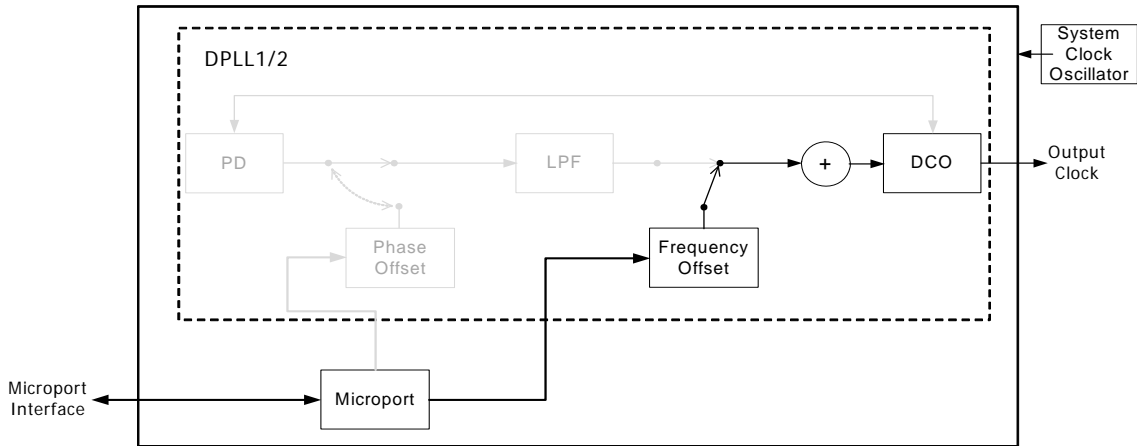 System
Clock
Oscillator
DPLL1/2
PD
LPF
+
DCO
Output
Clock
Phase
Offset
Frequency
Offset
Microport
Interface
Microport